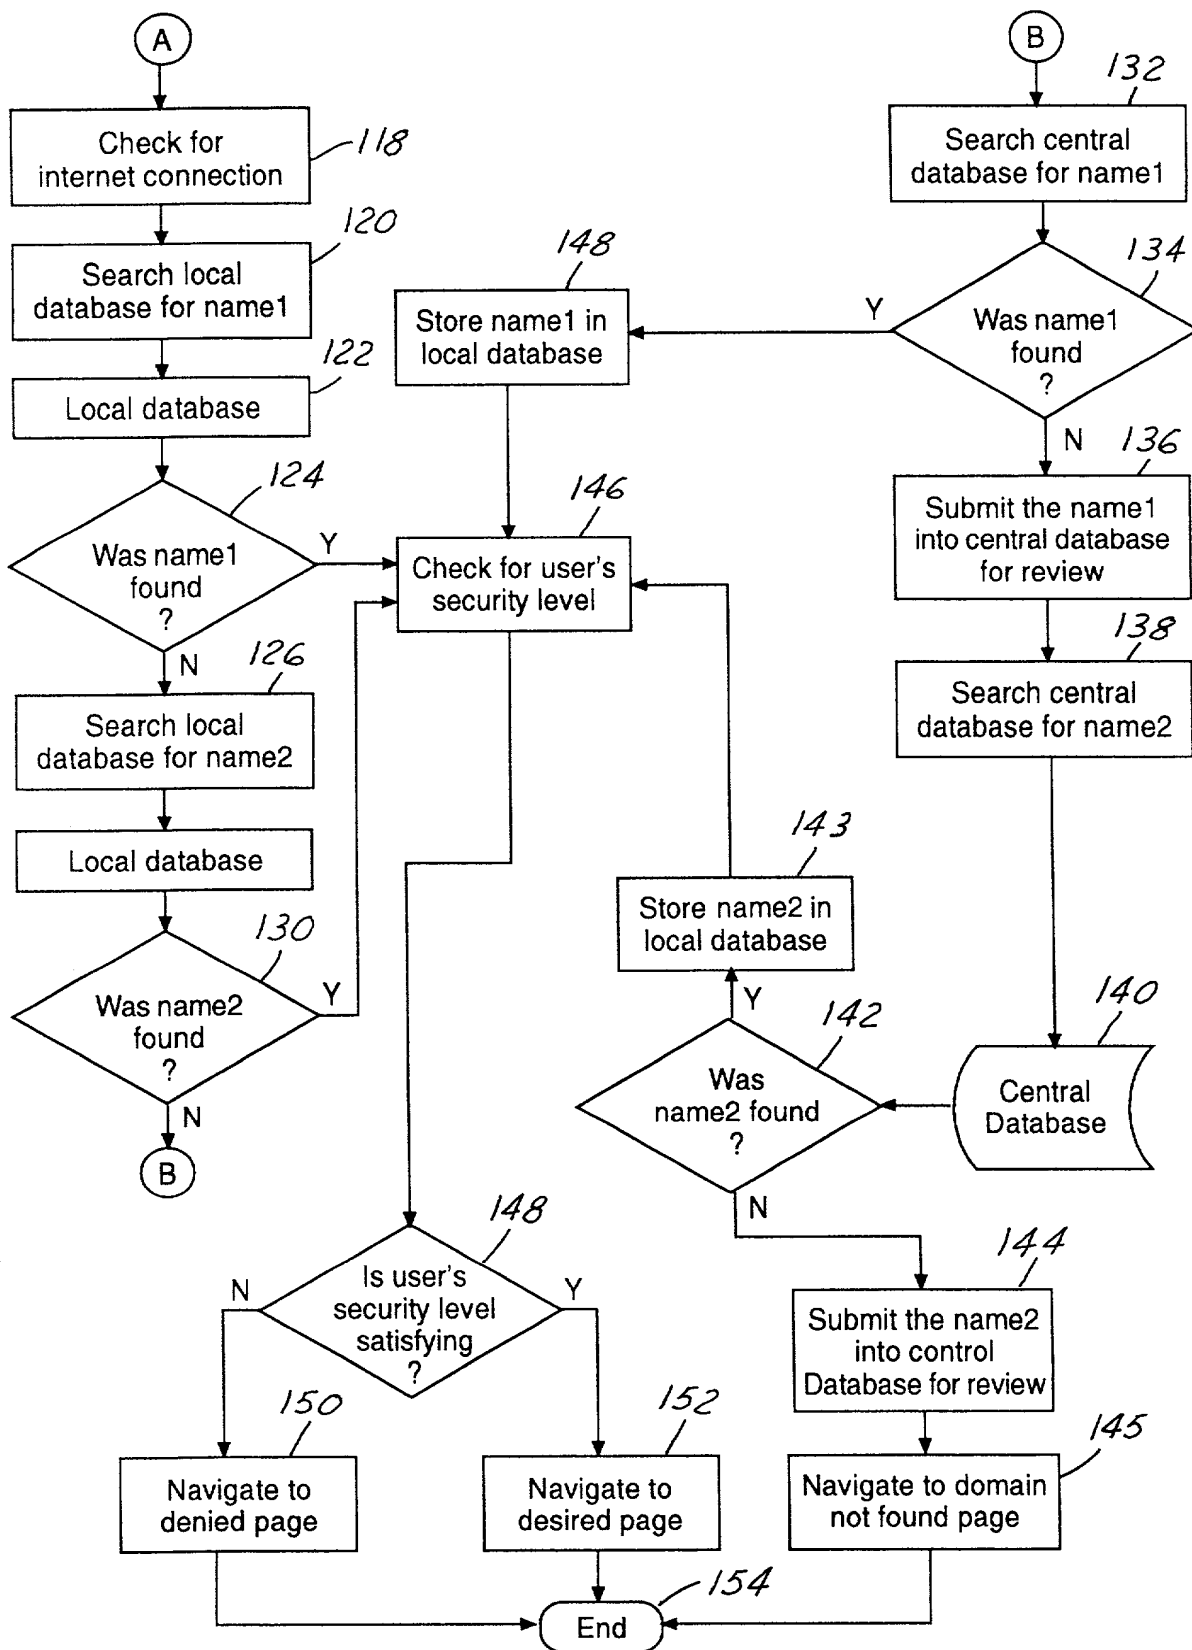 A
Check for
internet connection
118
Search local
database for name1
120
Local database
122
Was name1
found
?
124
Y
N
Search local
database for name2
126
Local database
Was name2
found
?
130
Y
N
B
Store name1 in
local database
148
Check for user's
security level
146
Is user's
security level
satisfying
?
148
N
Y
Navigate to
denied page
150
Navigate to
desired page
152
End
154
B
Search central
database for name1
132
Was name1
found
?
134
Y
N
Submit the name1
into central database
for review
136
Search central
database for name2
138
Central
Database
140
Was
name2 found
?
142
Y
N
Store name2 in
local database
143
Submit the name2
into control
Database for review
144
Navigate to domain
not found page
145